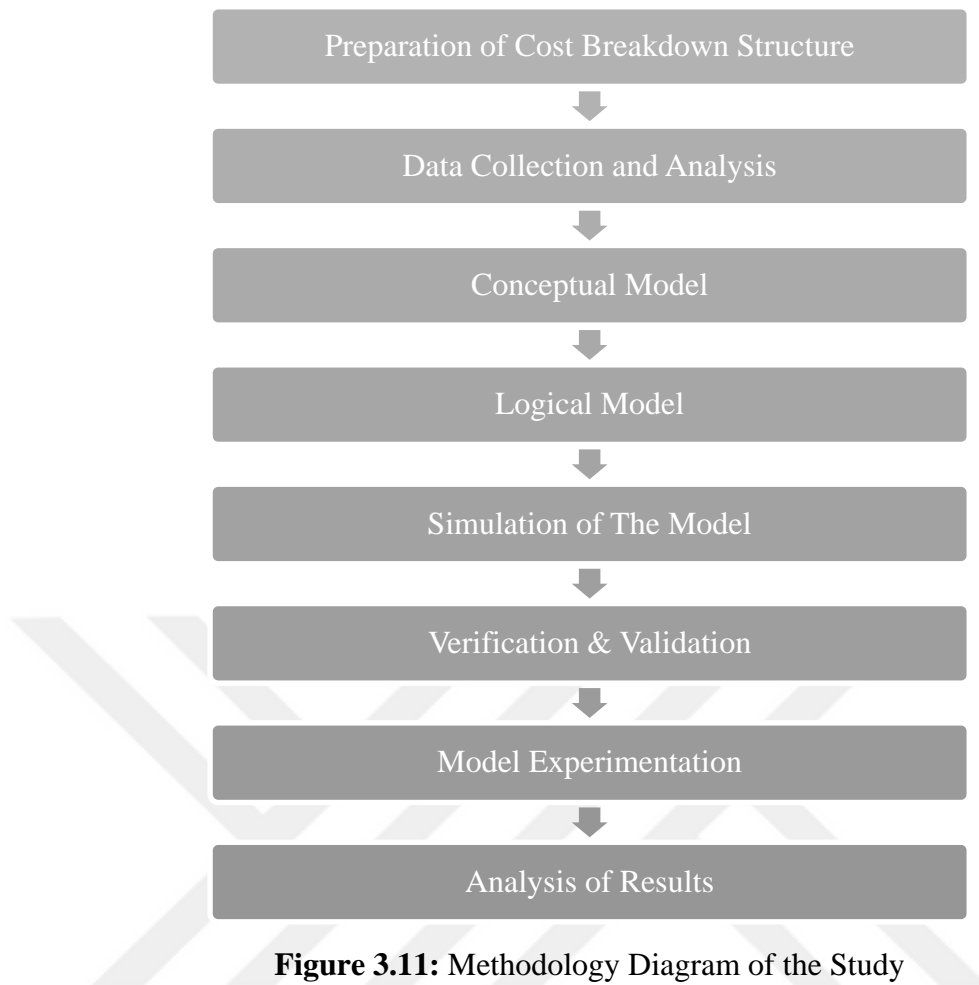 Preparation of Cost Breakdown Structure
Data Collection and Analysis
Conceptual Model
Logical Model
Simulation of The Model
Verification & Validation
Model Experimentation
Analysis of Results
Figure 3.11: Methodology Diagram of the Study